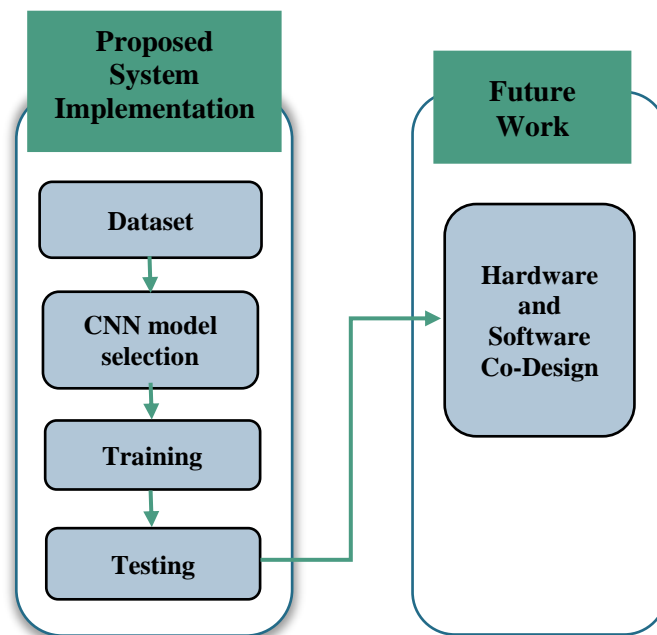 Proposed
System
Implementation
Dataset
CNN model
selection
Training
Testing
Future
Work
Hardware
and
Software
Co-Design